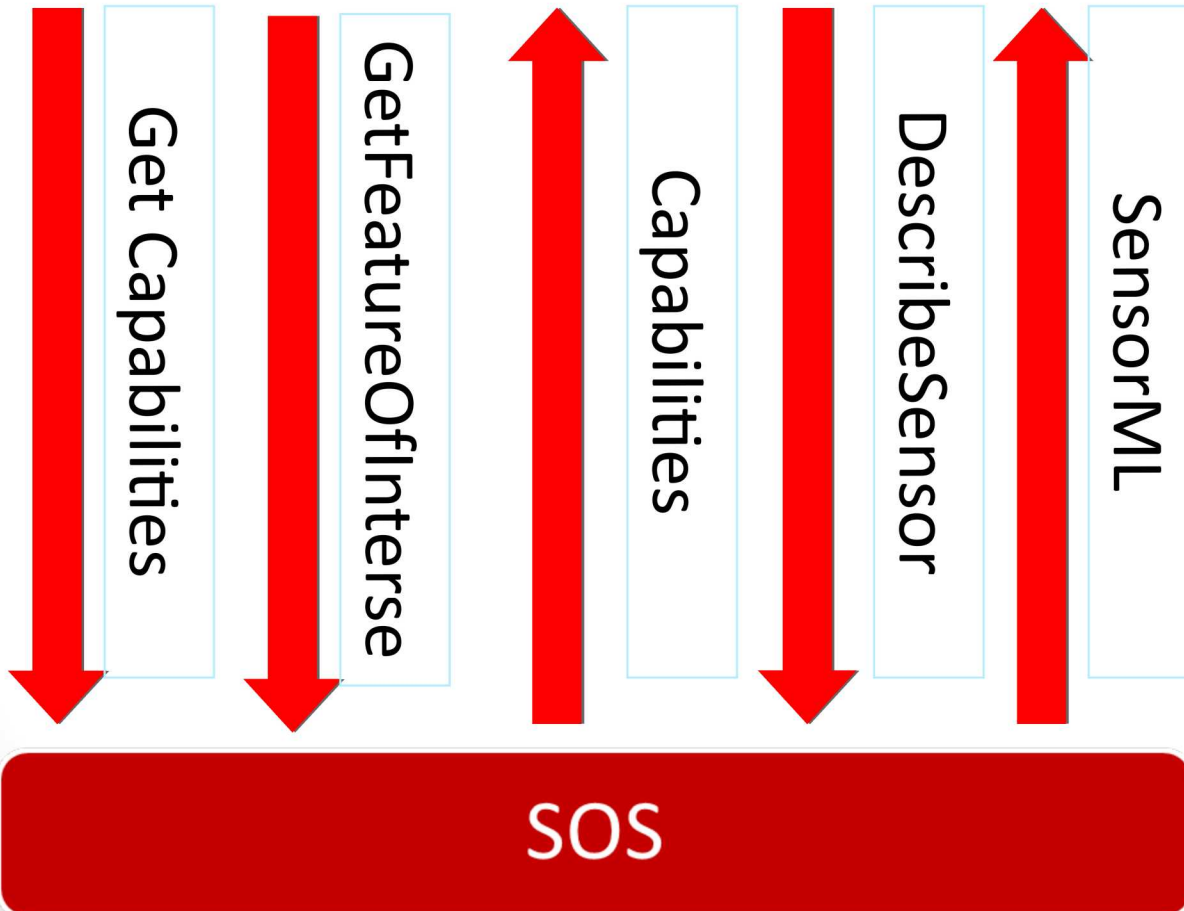 Get Capabilities
GetFeatureOfInterse
Capabilities
DescribeSensor
SensorML
SOS